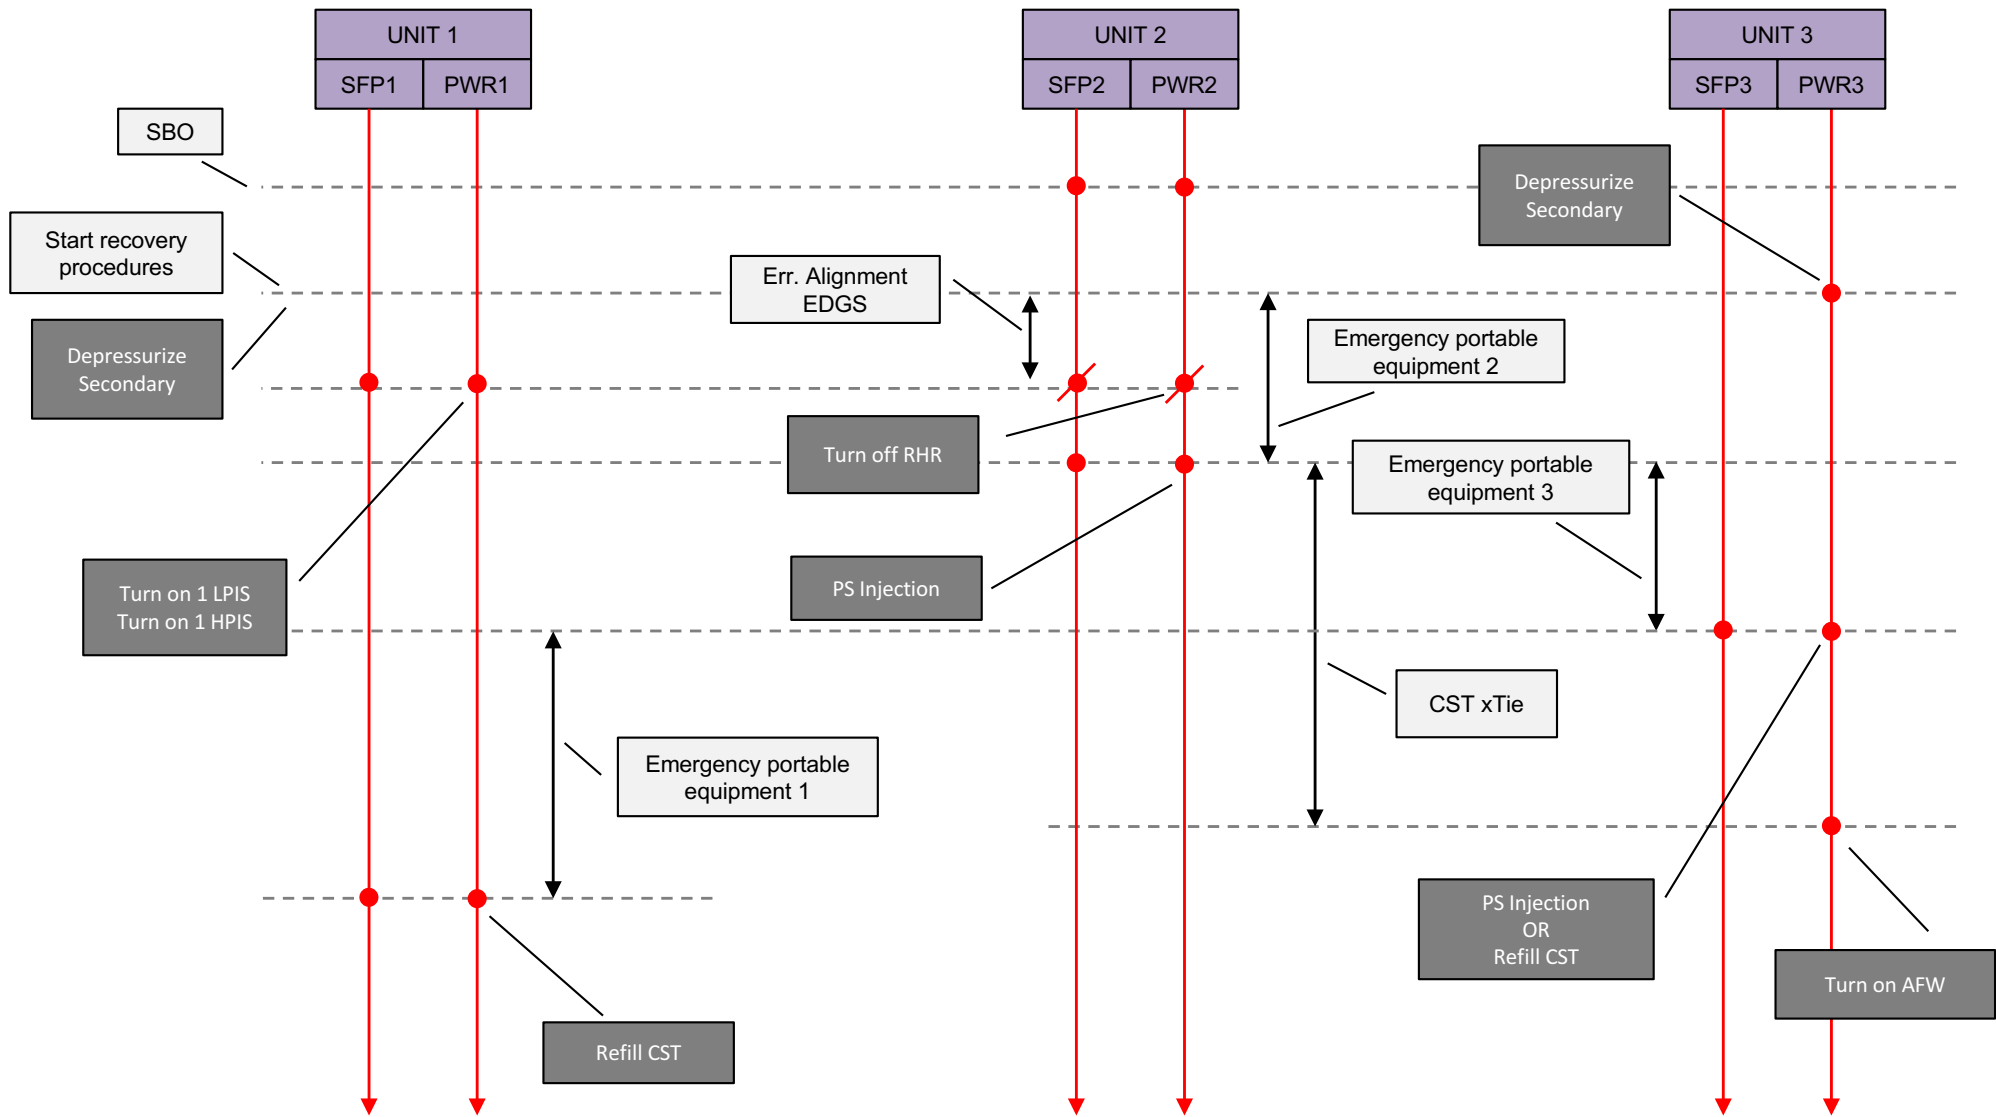 UNIT 1
UNIT 2
UNIT 3
SFP1
PWR1
SFP2
PWR2
SFP3
PWR3
SBO
Depressurize
Secondary
Start recovery
procedures
Err. Alignment
EDGS
Depressurize
Secondary
Emergency portable
equipment 2
Turn off RHR
Emergency portable
equipment 3
Turn on 1 LPIS
Turn on 1 HPIS
PS Injection
CST xTie
Emergency portable
equipment 1
PS Injection
OR
Refill CST
Turn on AFW
Refill CST